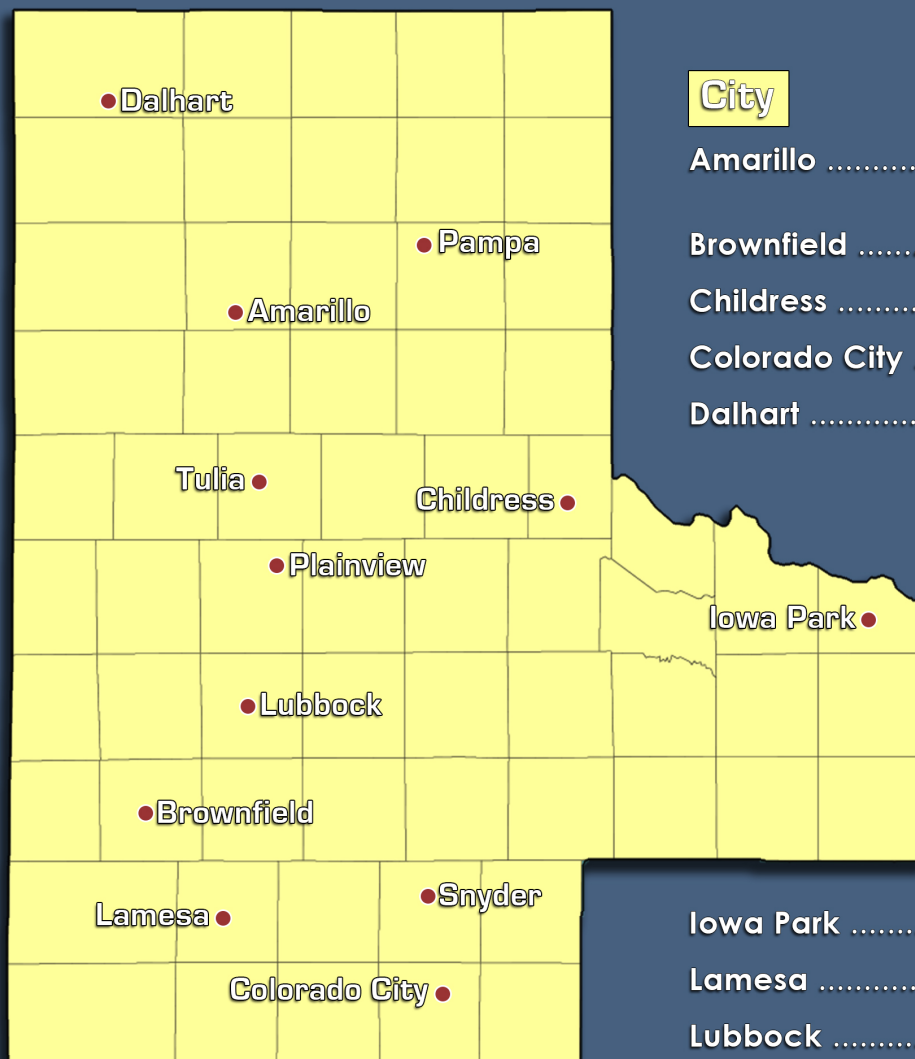 Dalhart
Pampa
Amarillo
Tulia
Childress
Plainview
Iowa Park
Lubbock
Brownfield
Snyder
Lamesa
Colorado City
City
Amarillo ..........
Brownfield ......
Childress ........
Colorado City .
Dalhart ...........
Iowa Park .......
Lamesa ..........
Lubbock .........